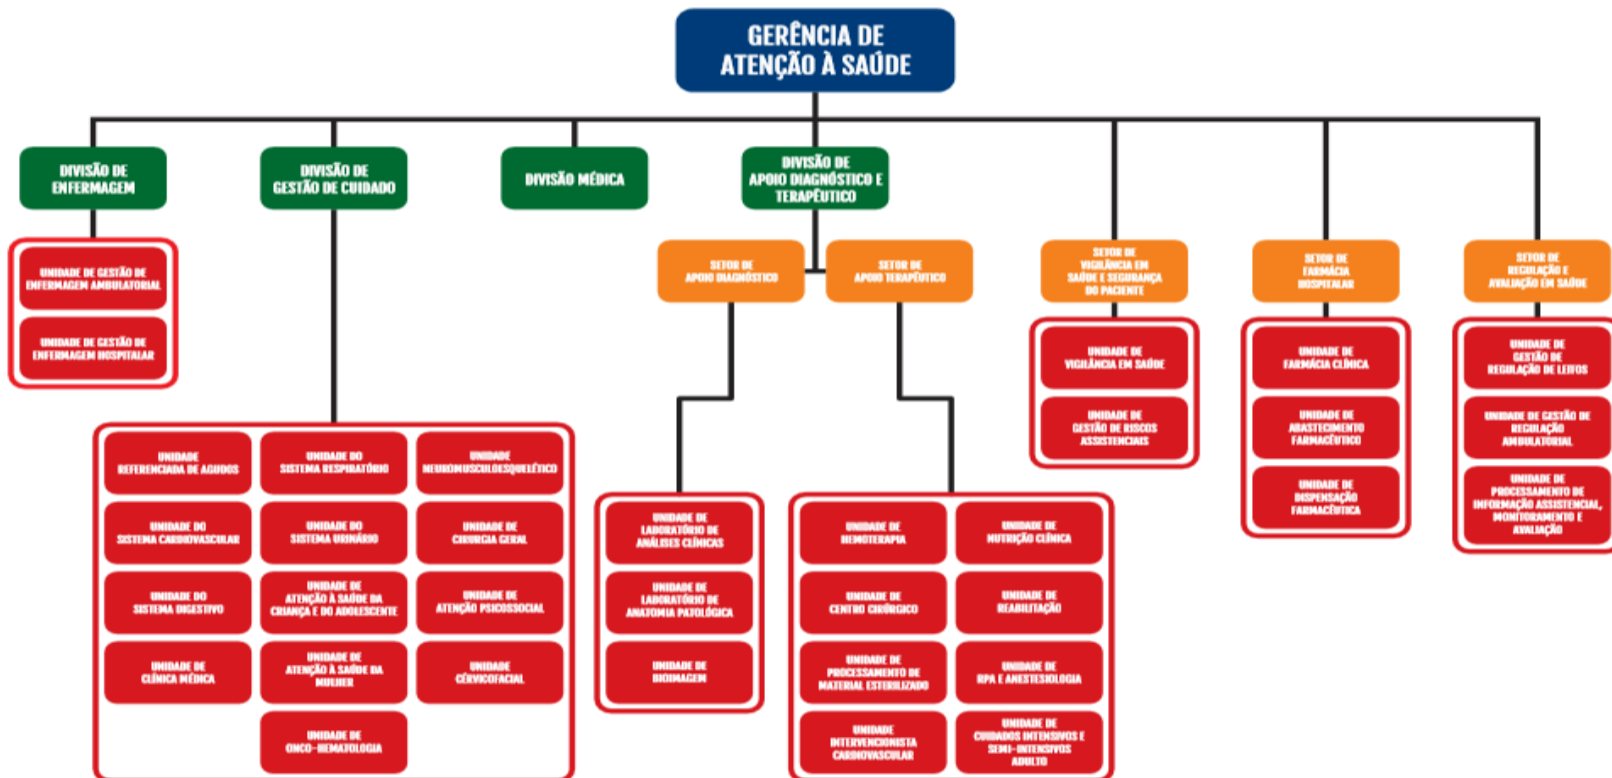 GERÊNCIA DE
ATENÇÃO À SAÚDE
DIVISÃO DE
ENFERMAGEM
DIVISÃO DE
GESTÃO DE CUIDADO
DIVISÃO MÉDICA
DIVISÃO DE
APOIO DIAGNÓSTICO E
TERAPÊUTICO
UNIDADE DE GESTÃO DE
ENFERMAGEM AMBULATORIAL
UNIDADE DE GESTÃO DE
ENFERMAGEM HOSPITALAR
SETOR DE
APOIO DIAGNÓSTICO
SETOR DE
APOIO TERAPÊUTICO
SETOR DE
VIGILÂNCIA EM
SAÚDE E SEGURANÇA
DO PACIENTE
SETOR DE
FARMÁCIA
HOSPITALAR
SETOR DE
REGULAÇÃO E
AVALIAÇÃO EM SAÚDE
UNIDADE DE
VIGILÂNCIA EM SAÚDE
UNIDADE DE
GESTÃO DE RISCOS
ASSISTENCIAIS
UNIDADE DE
FARMÁCIA CLÍNICA
UNIDADE DE
ABASTECIMENTO
FARMACÊUTICO
UNIDADE DE
DISPENSAÇÃO
FARMACÊUTICA
UNIDADE DE
GESTÃO DE
REGULAÇÃO DE LEITOS
UNIDADE DE GESTÃO DE
REGULAÇÃO
AMBULATORIAL
UNIDADE DE
PROCESSAMENTO DE
INFORMAÇÃO ASSISTENCIAL,
MONITORAMENTO E
AVALIAÇÃO
UNIDADE
REFERENCIADA DE AGUDOS
UNIDADE DO
SISTEMA RESPIRATÓRIO
UNIDADE
NEUROMUSCULOESQUELÉTICO
UNIDADE DO
SISTEMA CARDIOVASCULAR
UNIDADE DO
SISTEMA URINÁRIO
UNIDADE DE
CIRURGIA GERAL
UNIDADE DO
SISTEMA DIGESTIVO
UNIDADE DE
ATENÇÃO À SAÚDE DA
CRIANÇA E DO ADOLESCENTE
UNIDADE DE
ATENÇÃO PSICOSSOCIAL
UNIDADE DE
CLÍNICA MÉDICA
UNIDADE DE
ATENÇÃO À SAÚDE DA
MULHER
UNIDADE
CÉRVICOFACIAL
UNIDADE DE
ONCO-HEMATOLOGIA
UNIDADE DE
LABORATÓRIO DE
ANÁLISES CLÍNICAS
UNIDADE DE
LABORATÓRIO DE
ANATOMIA PATOLÓGICA
UNIDADE DE
BIOIMAGEM
UNIDADE DE
HEMOTERAPIA
UNIDADE DE
NUTRIÇÃO CLÍNICA
UNIDADE DE
CENTRO CIRÚRGICO
UNIDADE DE
REABILITAÇÃO
UNIDADE DE
PROCESSAMENTO DE
MATERIAL ESTERILIZADO
UNIDADE DE
RPA E ANESTESIOLOGIA
UNIDADE
INTERVENCIONISTA
CARDIOVASCULAR
UNIDADE DE
CUIDADOS INTENSIVOS E
SEMI-INTENSIVOS
ADULTO